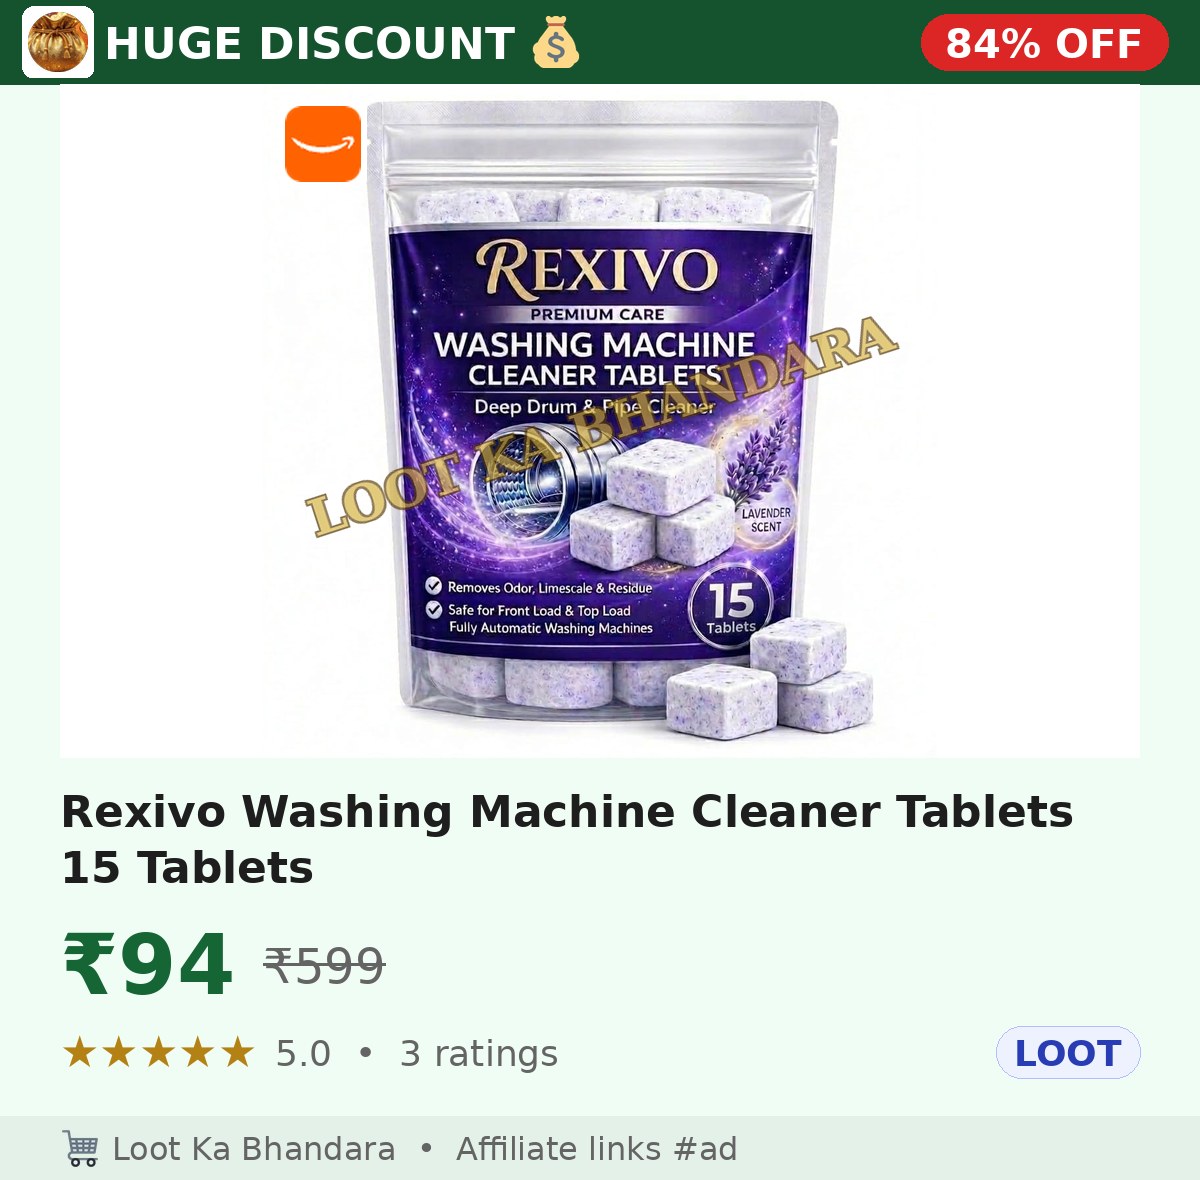 HUGE DISCOUNT
84% OFF
REXIVO
PREMIUM CARE
WASHING MACHINE
CLEANER TABLETS
Deep Drum & Pipe Cleaner
LOOT KA BHANDARA
LAVENDER
SCENT
Removes Odor, Limescale & Residue
Safe for Front Load & Top Load
Fully Automatic Washing Machines
15
Tablets
Rexivo Washing Machine Cleaner Tablets
15 Tablets
₹94 ₹599
★★★★★ 5.0 • 3 ratings
LOOT
Loot Ka Bhandara • Affiliate links #ad